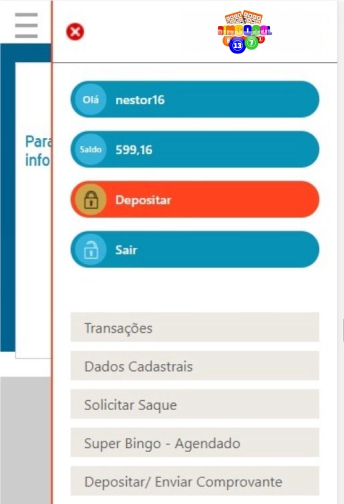 13
7
Olá nestor16
Para
Saldo 599,16
info
Depositar
Sair
Transações
Dados Cadastrais
Solicitar Saque
Super Bingo - Agendado
Depositar/ Enviar Comprovante